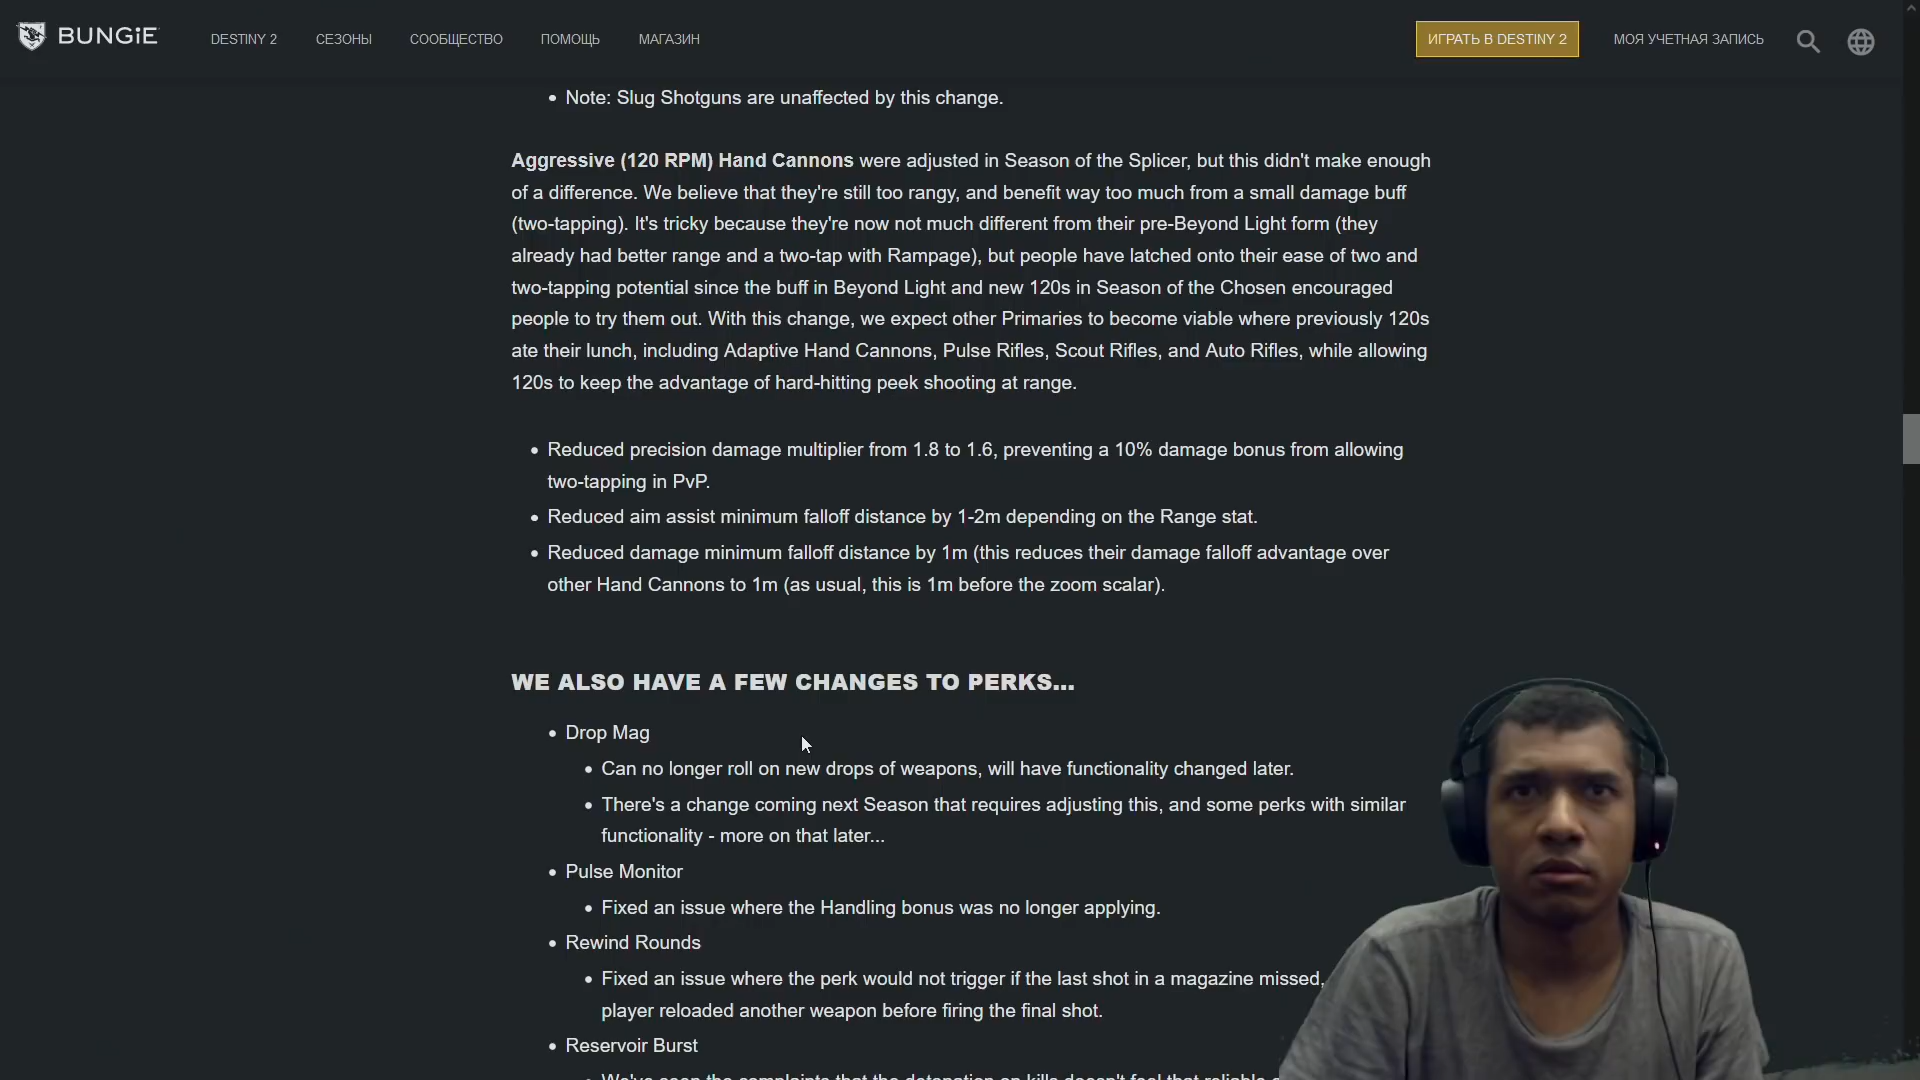 BUNGiE
DESTINY 2 СЕЗОНЫ СООБЩЕСТВО ПОМОЩЬ МАГАЗИН
ИГРАТЬ В DESTINY 2 МОЯ УЧЕТНАЯ ЗАПИСЬ
• Note: Slug Shotguns are unaffected by this change.
Aggressive (120 RPM) Hand Cannons were adjusted in Season of the Splicer, but this didn't make enough
of a difference. We believe that they're still too rangy, and benefit way too much from a small damage buff
(two-tapping). It's tricky because they're now not much different from their pre-Beyond Light form (they
already had better range and a two-tap with Rampage), but people have latched onto their ease of two and
two-tapping potential since the buff in Beyond Light and new 120s in Season of the Chosen encouraged
people to try them out. With this change, we expect other Primaries to become viable where previously 120s
ate their lunch, including Adaptive Hand Cannons, Pulse Rifles, Scout Rifles, and Auto Rifles, while allowing
120s to keep the advantage of hard-hitting peek shooting at range.
• Reduced precision damage multiplier from 1.8 to 1.6, preventing a 10% damage bonus from allowing
two-tapping in PvP.
• Reduced aim assist minimum falloff distance by 1-2m depending on the Range stat.
• Reduced damage minimum falloff distance by 1m (this reduces their damage falloff advantage over
other Hand Cannons to 1m (as usual, this is 1m before the zoom scalar).
WE ALSO HAVE A FEW CHANGES TO PERKS...
• Drop Mag
• Can no longer roll on new drops of weapons, will have functionality changed later.
• There's a change coming next Season that requires adjusting this, and some perks with similar
functionality - more on that later...
• Pulse Monitor
• Fixed an issue where the Handling bonus was no longer applying.
• Rewind Rounds
• Fixed an issue where the perk would not trigger if the last shot in a magazine missed,
player reloaded another weapon before firing the final shot.
• Reservoir Burst
• We've seen the complaints that the detonation on kills doesn't feel that reliable